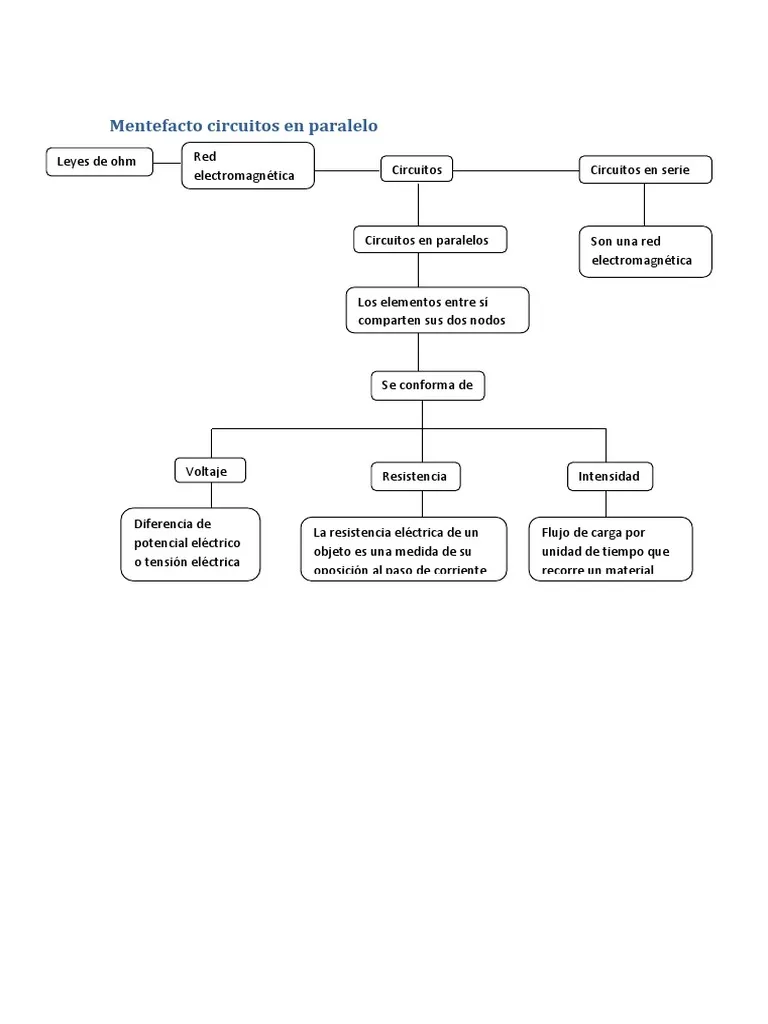 Mentefacto circuitos en paralelo
Leyes de ohm
Red
electromagnética
Circuitos
Circuitos en serie
Circuitos en paralelos
Son una red
electromagnética
Los elementos entre sí
comparten sus dos nodos
Se conforma de
Voltaje
Resistencia
Intensidad
Diferencia de
potencial eléctrico
o tensión eléctrica
La resistencia eléctrica de un
objeto es una medida de su
oposición al paso de corriente
Flujo de carga por
unidad de tiempo que
recorre un material